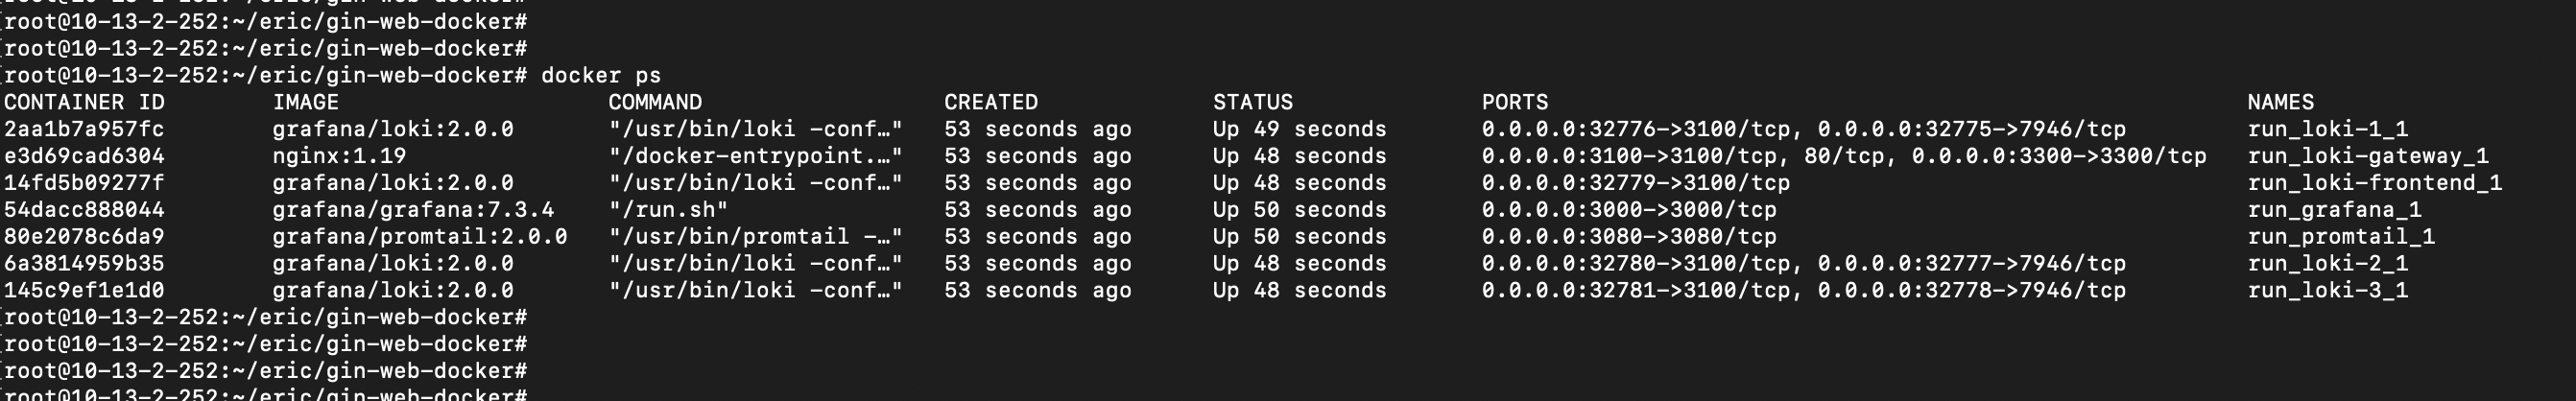 [root@10-13-2-252:~/eric/gin-web-docker#
[root@10-13-2-252:~/eric/gin-web-docker#
[root@10-13-2-252:~/eric/gin-web-docker# docker ps
CONTAINER ID        IMAGE                    COMMAND                  CREATED             STATUS              PORTS                                                    NAMES
2aa1b7a957fc        grafana/loki:2.0.0       "/usr/bin/loki -conf…"   53 seconds ago      Up 49 seconds       0.0.0.0:32776->3100/tcp, 0.0.0.0:32775->7946/tcp         run_loki-1_1
e3d69cad6304        nginx:1.19               "/docker-entrypoint.…"   53 seconds ago      Up 48 seconds       0.0.0.0:3100->3100/tcp, 80/tcp, 0.0.0.0:3300->3300/tcp   run_loki-gateway_1
14fd5b09277f        grafana/loki:2.0.0       "/usr/bin/loki -conf…"   53 seconds ago      Up 48 seconds       0.0.0.0:32779->3100/tcp                                  run_loki-frontend_1
54dacc888044        grafana/grafana:7.3.4    "/run.sh"                53 seconds ago      Up 50 seconds       0.0.0.0:3000->3000/tcp                                   run_grafana_1
80e2078c6da9        grafana/promtail:2.0.0   "/usr/bin/promtail -…"   53 seconds ago      Up 50 seconds       0.0.0.0:3080->3080/tcp                                   run_promtail_1
6a3814959b35        grafana/loki:2.0.0       "/usr/bin/loki -conf…"   53 seconds ago      Up 48 seconds       0.0.0.0:32780->3100/tcp, 0.0.0.0:32777->7946/tcp         run_loki-2_1
145c9ef1e1d0        grafana/loki:2.0.0       "/usr/bin/loki -conf…"   53 seconds ago      Up 48 seconds       0.0.0.0:32781->3100/tcp, 0.0.0.0:32778->7946/tcp         run_loki-3_1
[root@10-13-2-252:~/eric/gin-web-docker#
[root@10-13-2-252:~/eric/gin-web-docker#
[root@10-13-2-252:~/eric/gin-web-docker#
[root@10-13-2-252:~/eric/gin-web-docker#